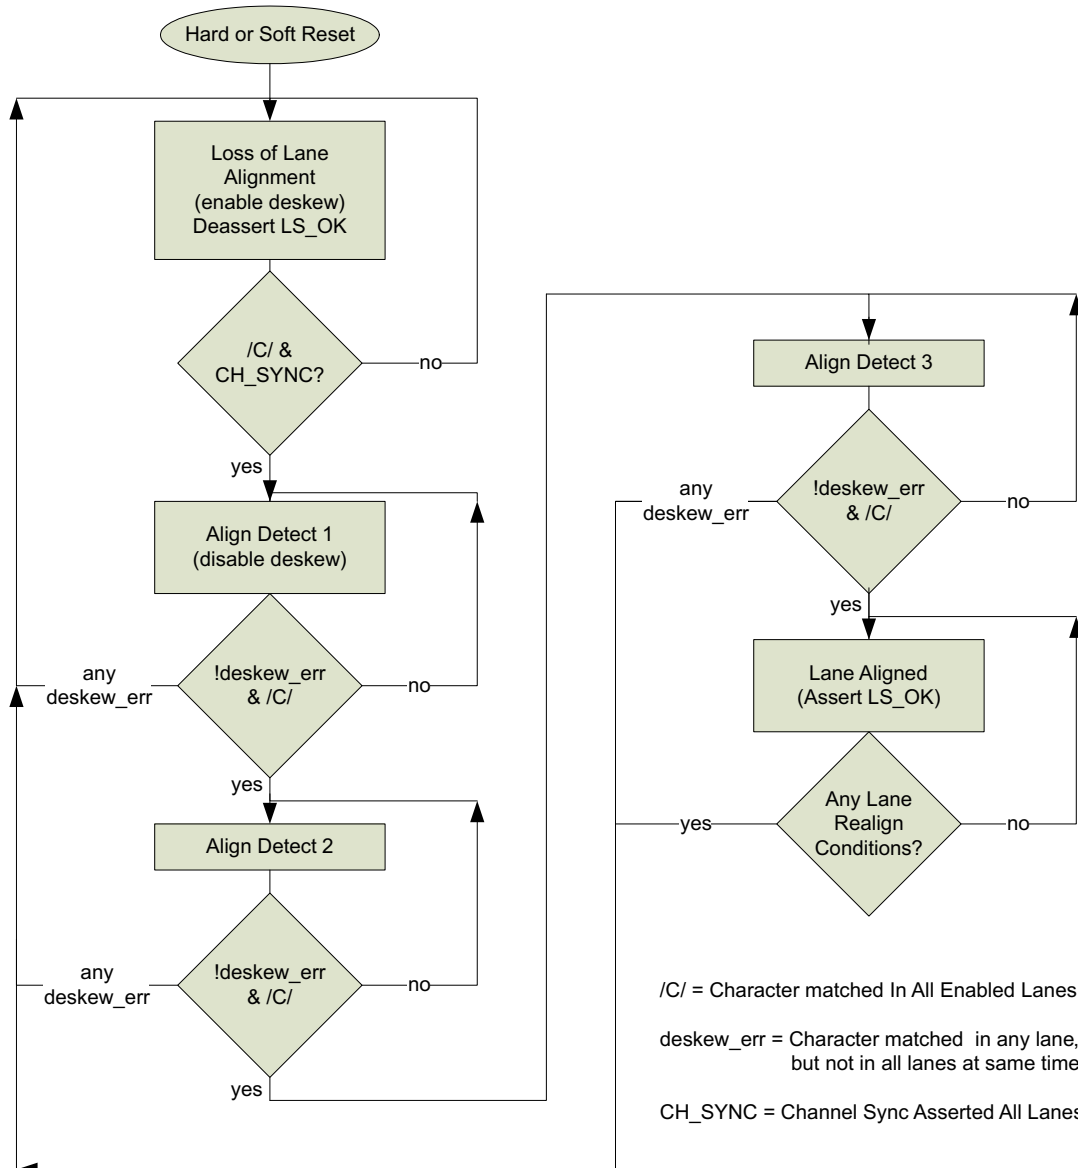 Hard or Soft Reset
Loss of Lane
Alignment
(enable deskew)
Deassert LS_OK
/C/ &
CH_SYNC?
no
yes
Align Detect 1
(disable deskew)
any
deskew_err
!deskew_err
& /C/
no
yes
Align Detect 2
any
deskew_err
!deskew_err
& /C/
no
yes
Align Detect 3
any
deskew_err
!deskew_err
& /C/
no
yes
Lane Aligned
(Assert LS_OK)
yes
Any Lane
Realign
Conditions?
no
/C/ = Character matched In All Enabled Lanes
deskew_err = Character matched in any lane,
but not in all lanes at same time
CH_SYNC = Channel Sync Asserted All Lanes